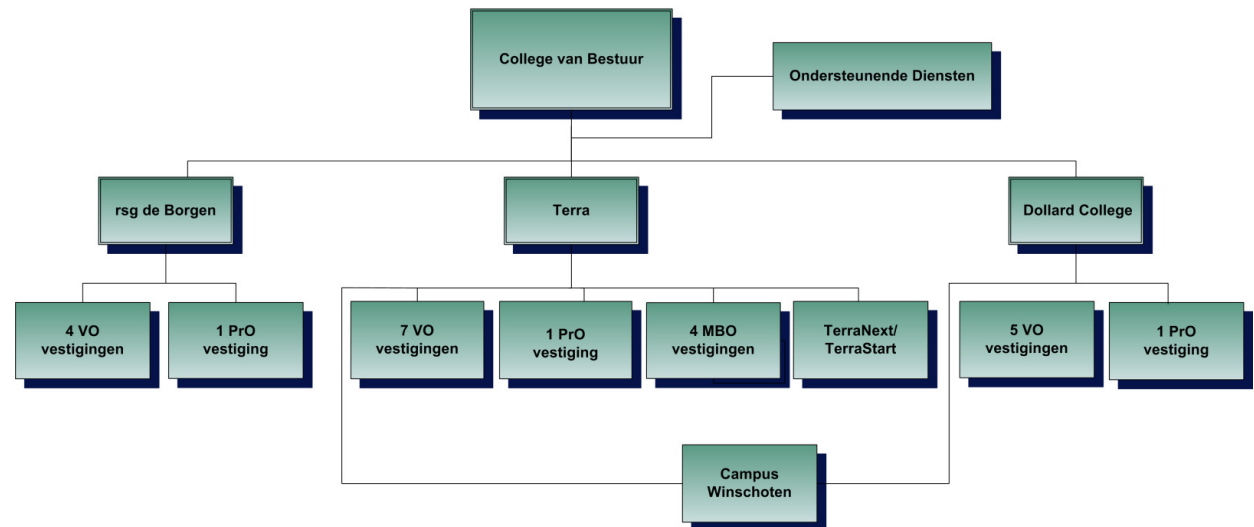 College van Bestuur
Ondersteunende Diensten
rsg de Borgen
Terra
Dollard College
4 VO
vestigingen
1 PrO
vestiging
7 VO
vestigingen
1 PrO
vestiging
4 MBO
vestigingen
TerraNext/
TerraStart
5 VO
vestigingen
1 PrO
vestiging
Campus
Winschoten